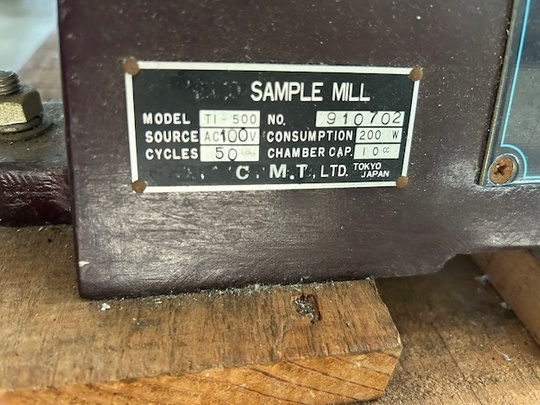 SAMPLE MILL
MODEL TI-500 NO. 910702
SOURCE AC100V CONSUMPTION 200 W
CYCLES 50 CHAMBER CAP. 10 cc
C. M. T., LTD. TOKYO JAPAN